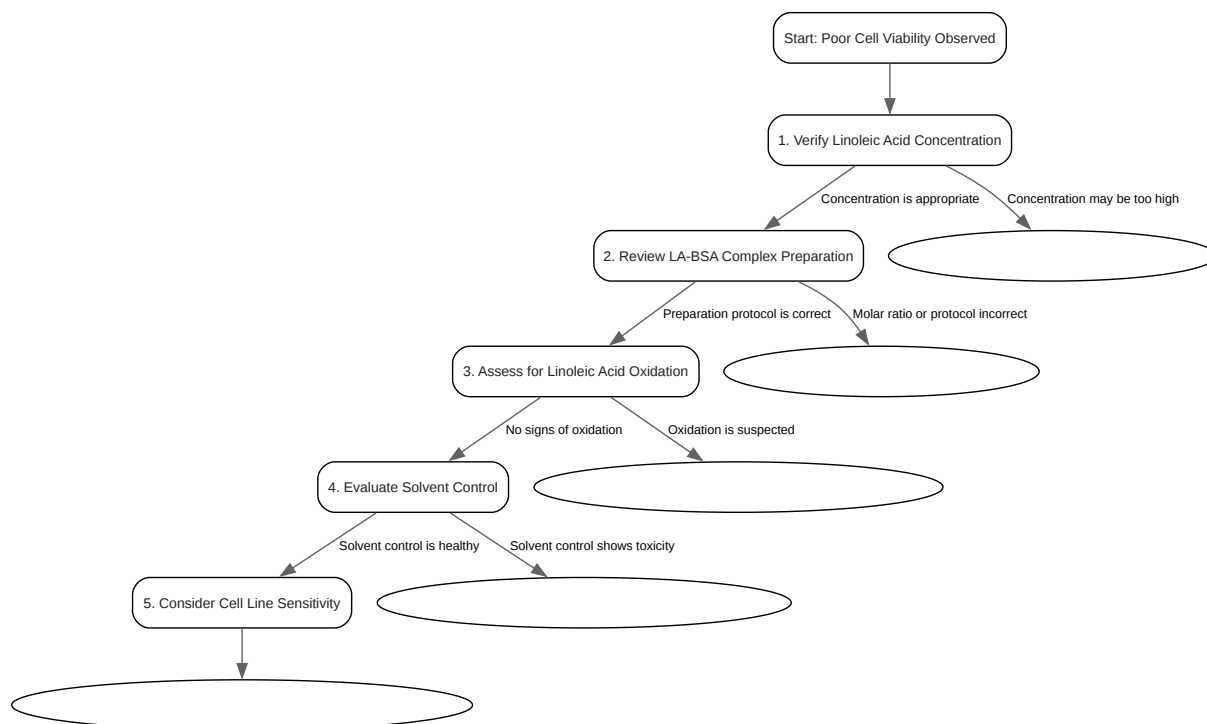 Start: Poor Cell Viability Observed
1. Verify Linoleic Acid Concentration
Concentration is appropriate
Concentration may be too high
2. Review LA-BSA Complex Preparation
Preparation protocol is correct
Molar ratio or protocol incorrect
3. Assess for Linoleic Acid Oxidation
No signs of oxidation
Oxidation is suspected
4. Evaluate Solvent Control
Solvent control is healthy
Solvent control shows toxicity
5. Consider Cell Line Sensitivity